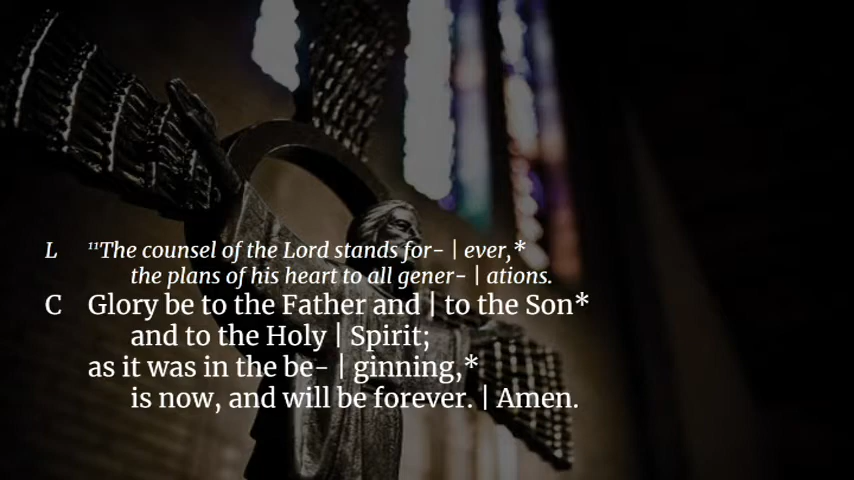 L ¹¹The counsel of the Lord stands for- | ever,*
the plans of his heart to all gener- | ations.
C Glory be to the Father and | to the Son*
and to the Holy | Spirit;
as it was in the be- | ginning,*
is now, and will be forever. | Amen.